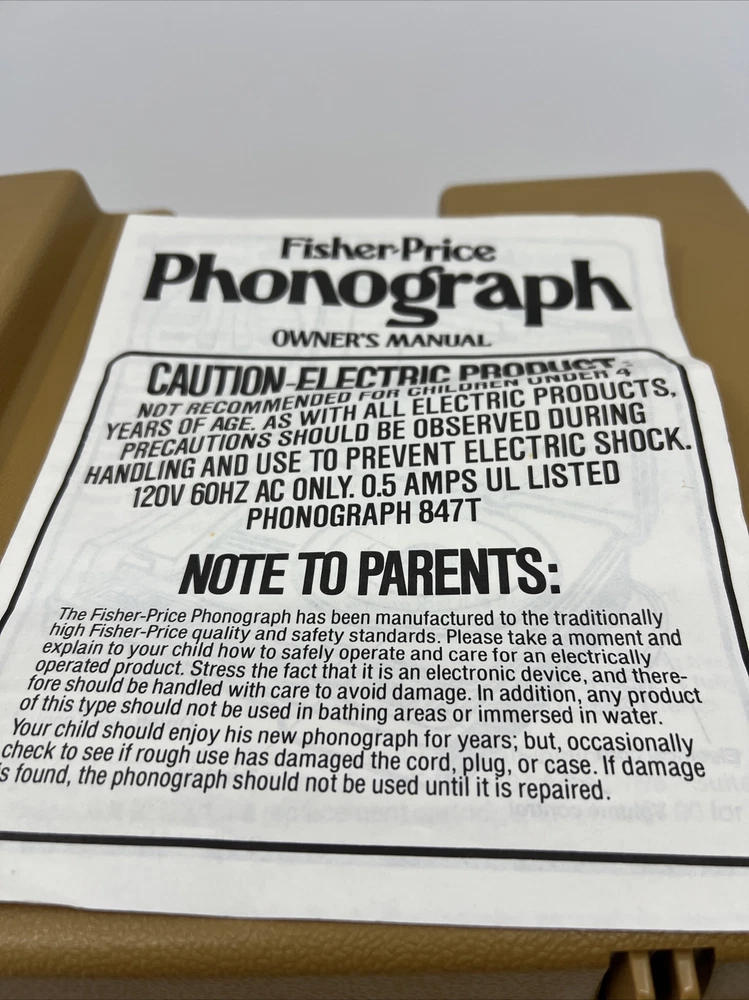 Fisher-Price
Phonograph
OWNER'S MANUAL
CAUTION-ELECTRIC PRODUCT-
NOT RECOMMENDED FOR CHILDREN UNDER 4
YEARS OF AGE. AS WITH ALL ELECTRIC PRODUCTS,
PRECAUTIONS SHOULD BE OBSERVED DURING
HANDLING AND USE TO PREVENT ELECTRIC SHOCK.
120V 60HZ AC ONLY. 0.5 AMPS UL LISTED
PHONOGRAPH 847T
NOTE TO PARENTS:
The Fisher-Price Phonograph has been manufactured to the traditionally
high Fisher-Price quality and safety standards. Please take a moment and
explain to your child how to safely operate and care for an electrically
operated product. Stress the fact that it is an electronic device, and there-
fore should be handled with care to avoid damage. In addition, any product
of this type should not be used in bathing areas or immersed in water.
Your child should enjoy his new phonograph for years; but, occasionally
check to see if rough use has damaged the cord, plug, or case. If damage
s found, the phonograph should not be used until it is repaired.